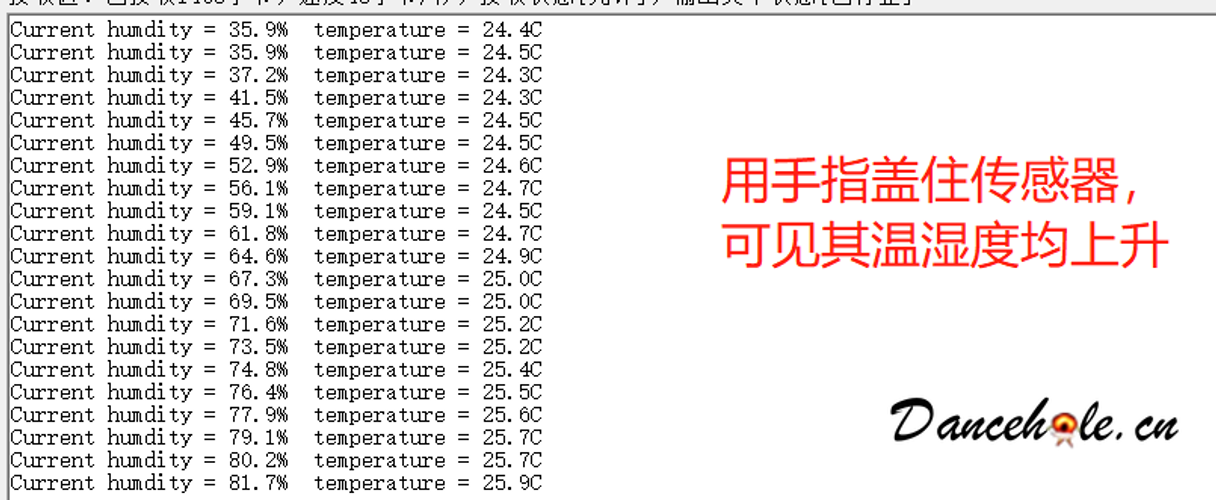 Current humdity = 35.9%  temperature = 24.4C
Current humdity = 35.9%  temperature = 24.5C
Current humdity = 37.2%  temperature = 24.3C
Current humdity = 41.5%  temperature = 24.3C
Current humdity = 45.7%  temperature = 24.5C
Current humdity = 49.5%  temperature = 24.5C
Current humdity = 52.9%  temperature = 24.6C
Current humdity = 56.1%  temperature = 24.7C
Current humdity = 59.1%  temperature = 24.5C
Current humdity = 61.8%  temperature = 24.7C
Current humdity = 64.6%  temperature = 24.9C
Current humdity = 67.3%  temperature = 25.0C
Current humdity = 69.5%  temperature = 25.0C
Current humdity = 71.6%  temperature = 25.2C
Current humdity = 73.5%  temperature = 25.2C
Current humdity = 74.8%  temperature = 25.4C
Current humdity = 76.4%  temperature = 25.5C
Current humdity = 77.9%  temperature = 25.6C
Current humdity = 79.1%  temperature = 25.7C
Current humdity = 80.2%  temperature = 25.7C
Current humdity = 81.7%  temperature = 25.9C
用手指盖住传感器，
可见其温湿度均上升
Dancehole.cn